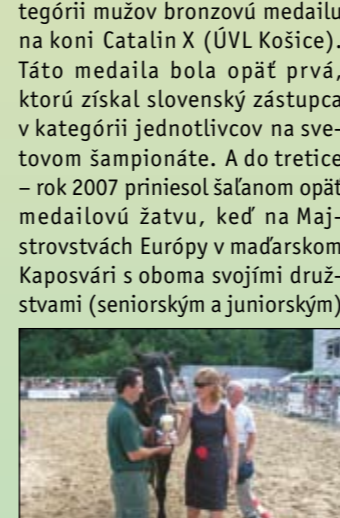 tegórii mužov bronzovú medailu
na koni Catalin X (ÚVL Košice).
Táto medaila bola opäť prvá,
ktorú získal slovenský zástupca
v kategórii jednotlivcov na sve-
tovom šampionáte. A do tretice
– rok 2007 priniesol šaľanom opäť
medailovú žatvu, keď na Maj-
strovstvách Európy v maďarskom
Kaposvári s oboma svojími druž-
stvami (seniorským a juniorským)